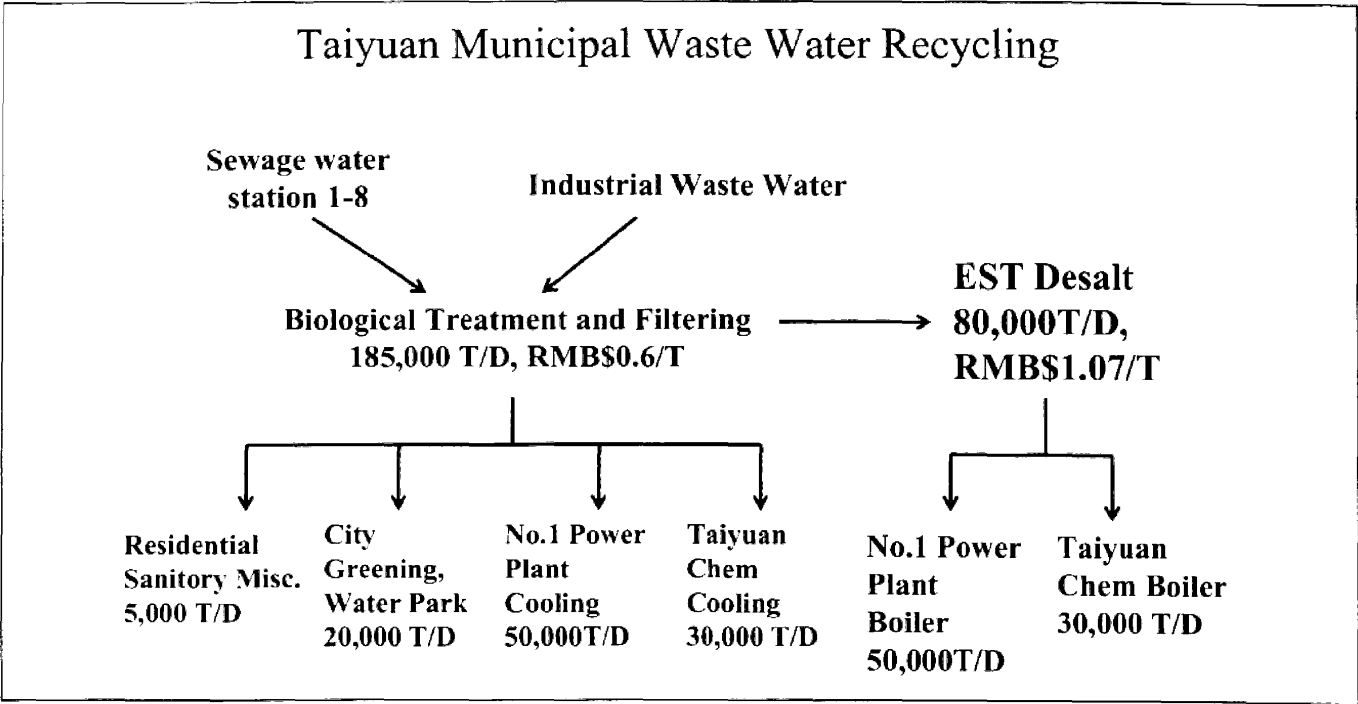 Taiyuan Municipal Waste Water Recycling
Sewage water
station 1-8
Industrial Waste Water
Biological Treatment and Filtering
185,000 T/D, RMB$0.6/T
EST Desalt
80,000T/D,
RMB$1.07/T
Residential
Sanitory Misc.
5,000 T/D
City
Greening,
Water Park
20,000 T/D
No.1 Power
Plant
Cooling
50,000T/D
Taiyuan
Chem
Cooling
30,000 T/D
No.1 Power
Plant
Boiler
50,000T/D
Taiyuan
Chem Boiler
30,000 T/D